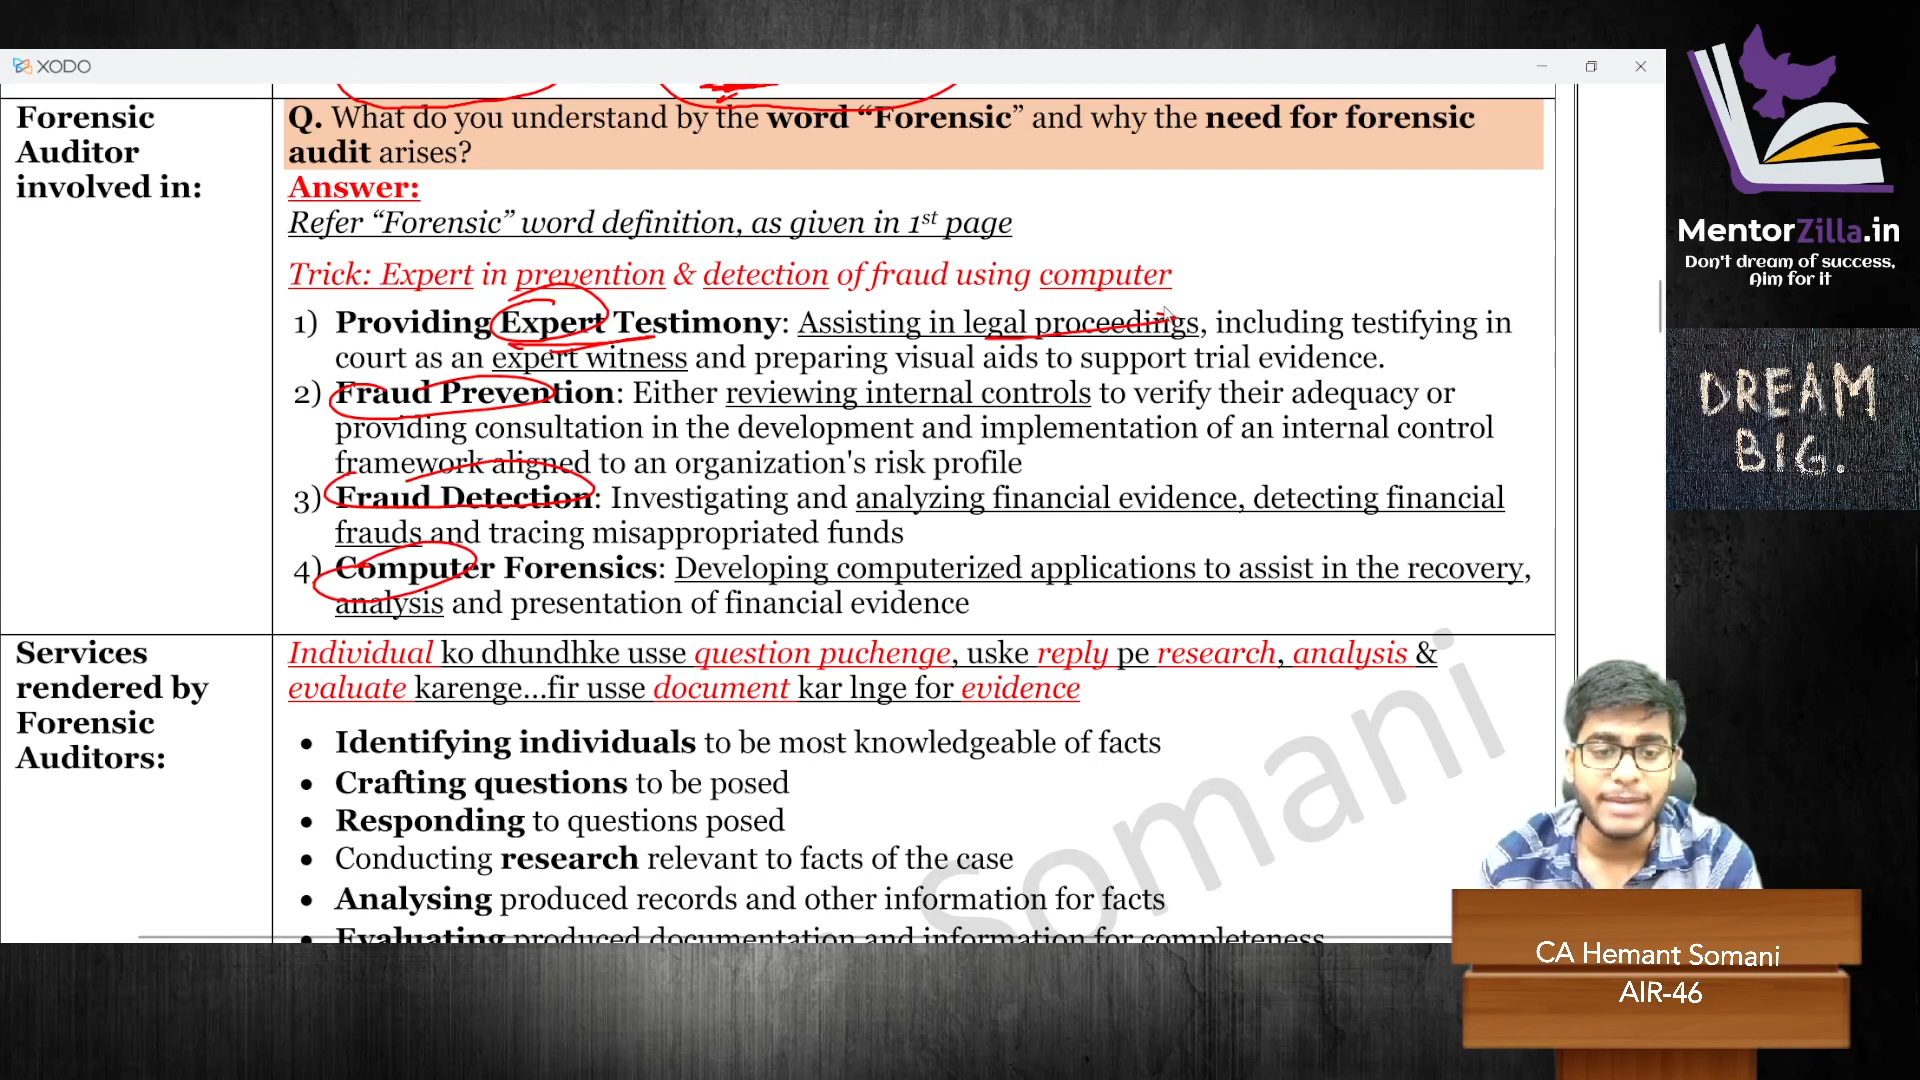 XODO
Forensic
Auditor
involved in:
Q. What do you understand by the word “Forensic” and why the need for forensic
audit arises?
Answer:
Refer “Forensic” word definition, as given in 1st page
Trick: Expert in prevention & detection of fraud using computer
1) Providing Expert Testimony: Assisting in legal proceedings, including testifying in
court as an expert witness and preparing visual aids to support trial evidence.
2) Fraud Prevention: Either reviewing internal controls to verify their adequacy or
providing consultation in the development and implementation of an internal control
framework aligned to an organization's risk profile
3) Fraud Detection: Investigating and analyzing financial evidence, detecting financial
frauds and tracing misappropriated funds
4) Computer Forensics: Developing computerized applications to assist in the recovery,
analysis and presentation of financial evidence
Services
rendered by
Forensic
Auditors:
Individual ko dhundhke usse question puchenge, uske reply pe research, analysis &
evaluate karenge...fir usse document kar lnge for evidence
• Identifying individuals to be most knowledgeable of facts
• Crafting questions to be posed
• Responding to questions posed
• Conducting research relevant to facts of the case
• Analysing produced records and other information for facts
• Evaluating produced documentation and information for completeness
Somani
MentorZilla.in
Don't dream of success,
Aim for it
DREAM
BIG.
CA Hemant Somani
AIR-46